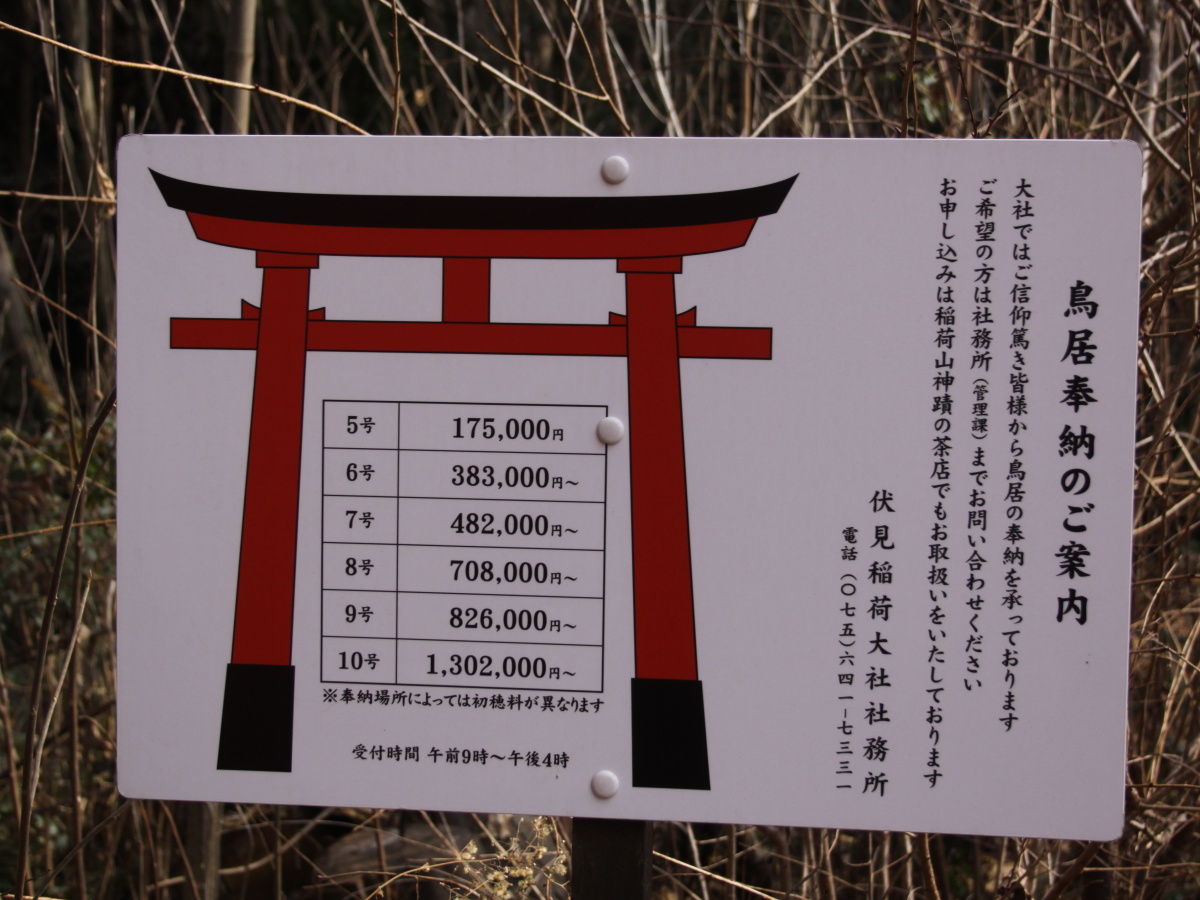 鳥居奉納のご案内
大社ではご信仰篤き皆様から鳥居の奉納を承っております
ご希望の方は社務所（管理課）までお問い合わせください
お申し込みは稲荷山神蹟の茶店でもお取扱いをいたしております
伏見稲荷大社社務所
電話（〇七五）六四一－七三三一
5号 175,000円
6号 383,000円～
7号 482,000円～
8号 708,000円～
9号 826,000円～
10号 1,302,000円～
※奉納場所によっては初穂料が異なります
受付時間 午前9時～午後4時